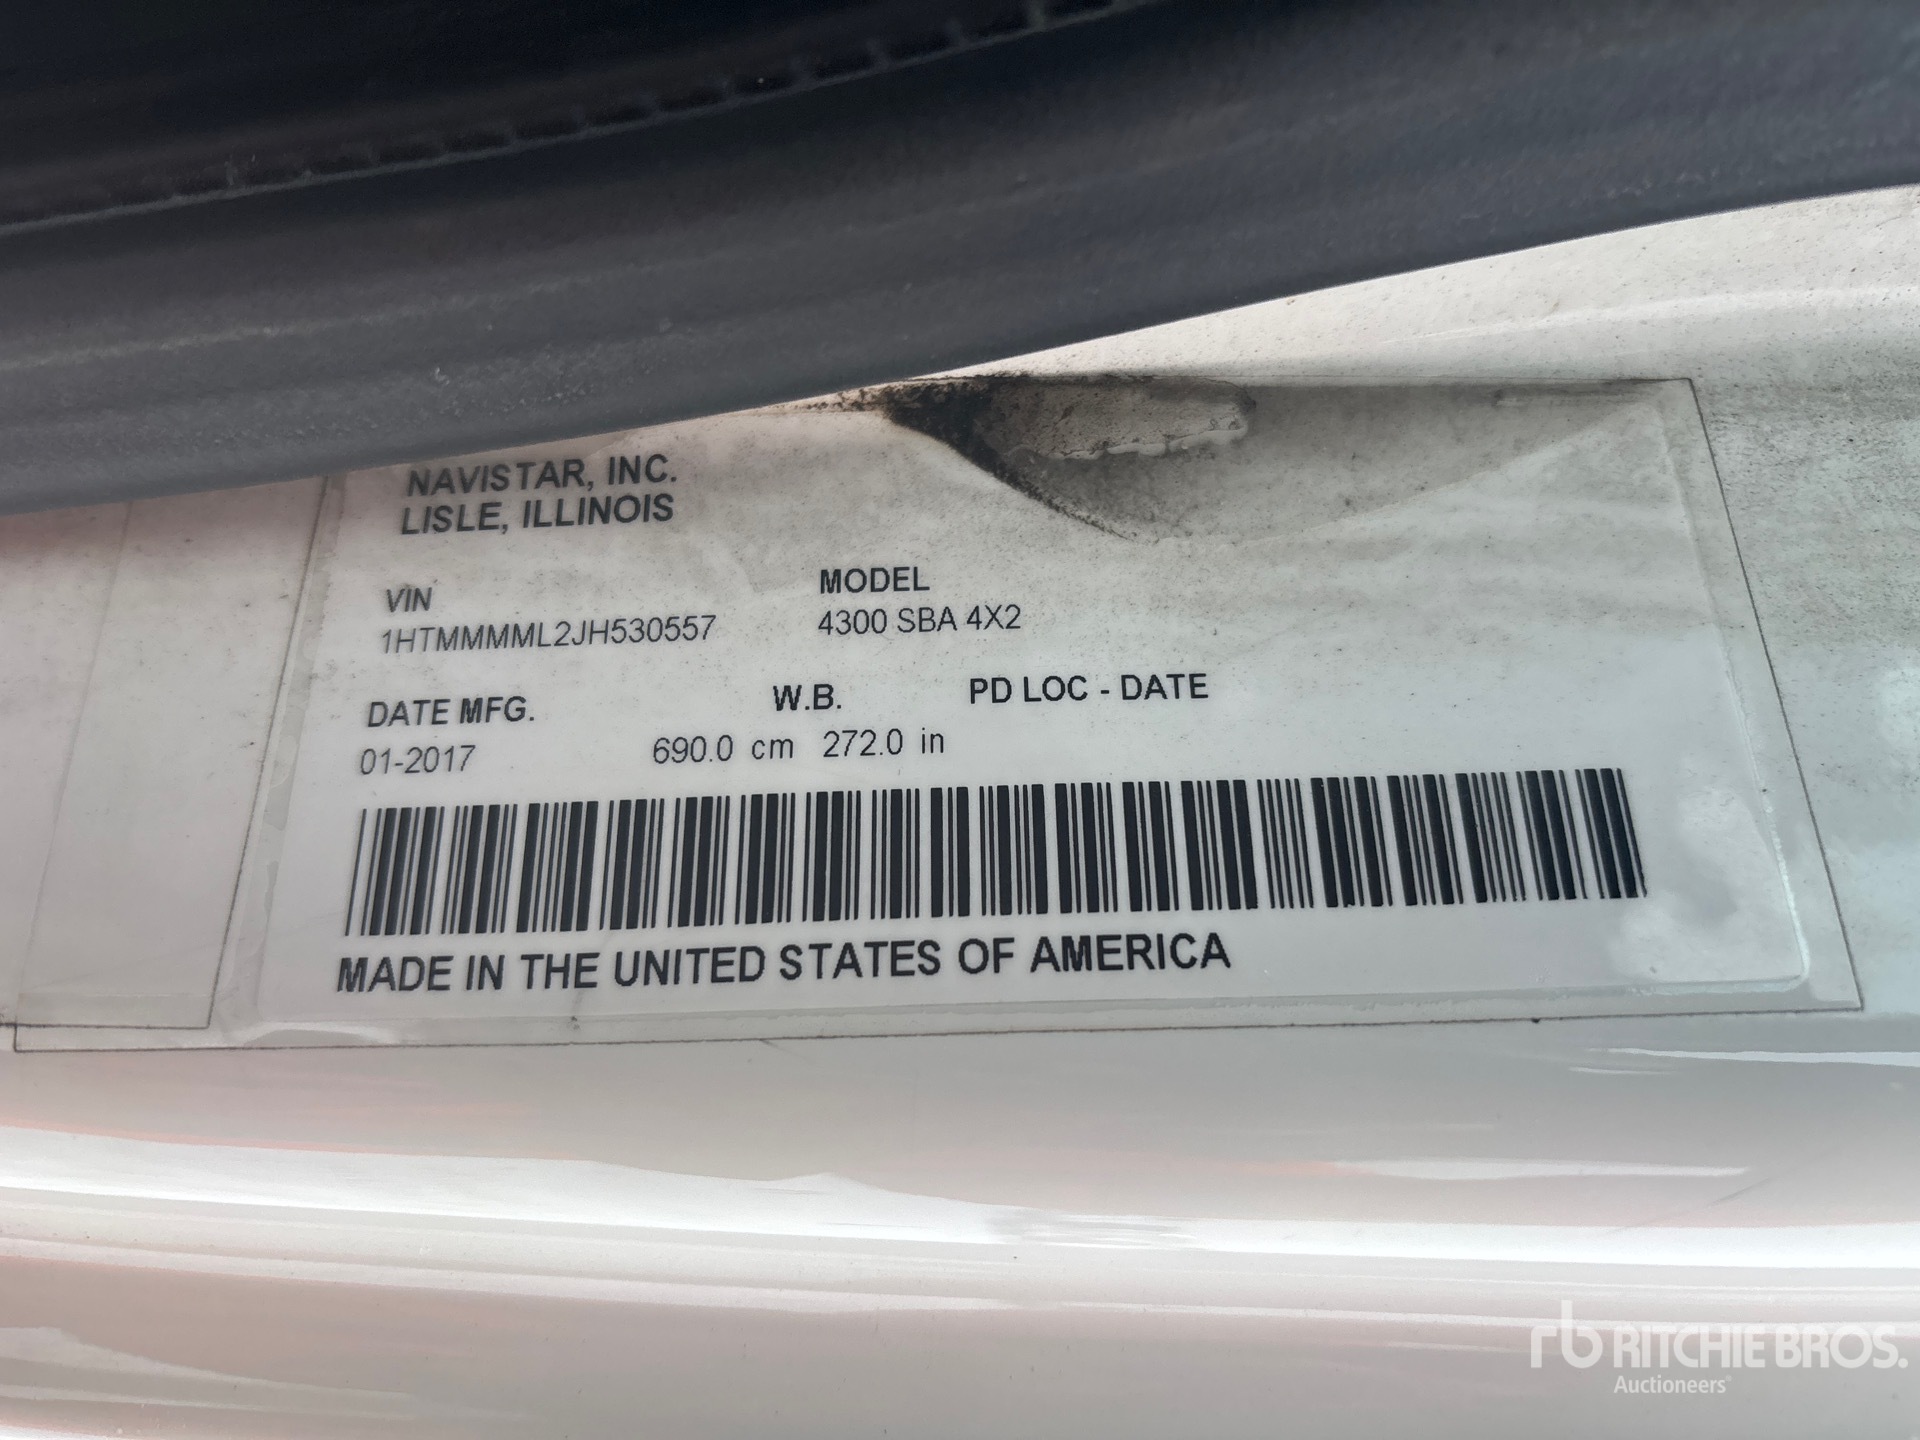 NAVISTAR, INC.
LISLE, ILLINOIS
VIN
1HTMMMML2JH530557
MODEL
4300 SBA 4X2
DATE MFG.
01-2017
W.B.
690.0 cm 272.0 in
PD LOC - DATE
MADE IN THE UNITED STATES OF AMERICA
rb RITCHIE BROS.
Auctioneers